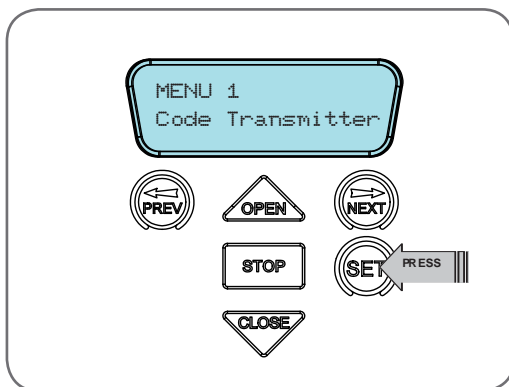 MENU 1
Code Transmitter
PREV
OPEN
NEXT
STOP
SET
PRESS
CLOSE